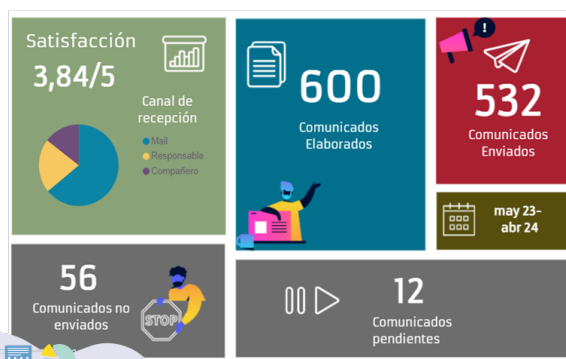 Satisfacción
3,84/5
Canal de
recepción
Mail
Responsable
Compañero
600
Comunicados
Elaborados
!
532
Comunicados
Enviados
may 23-
abr 24
56
Comunicados no
enviados
STOP
12
Comunicados
pendientes